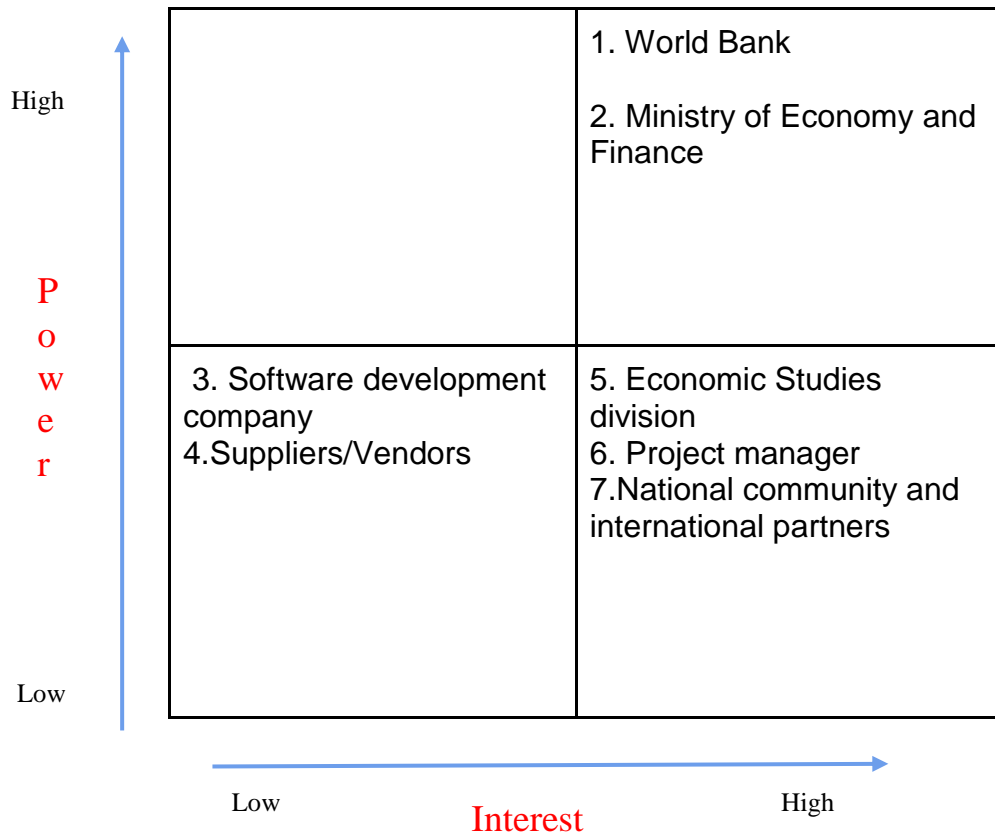 High
Power
Low
1. World Bank
2. Ministry of Economy and
Finance
3. Software development
company
4.Suppliers/Vendors
5. Economic Studies
division
6. Project manager
7.National community and
international partners
Low
Interest
High